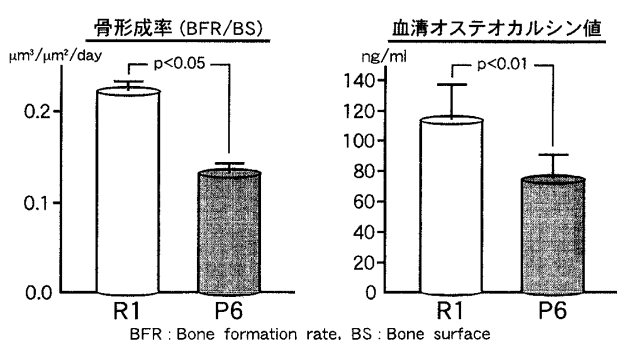 骨形成率 (BFR/BS)
μm³/μm²/day
p<0.05
0.2
0.1
0.0
R1
P6
血清オステオカルシン値
ng/ml
p<0.01
140
120
100
80
60
40
20
0
R1
P6
BFR : Bone formation rate, BS : Bone surface